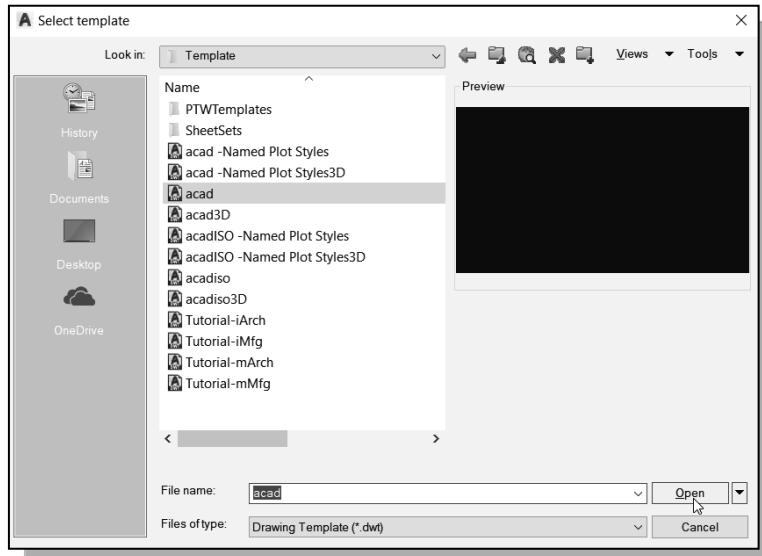 Select template
Look in: Template Views Tools
Name
Preview
PTWTemplates
SheetSets
acad -Named Plot Styles
acad -Named Plot Styles3D
acad
acad3D
acadISO -Named Plot Styles
acadISO -Named Plot Styles3D
acadiso
acadiso3D
Tutorial-iArch
Tutorial-iMfg
Tutorial-mArch
Tutorial-mMfg
History
Documents
Desktop
OneDrive
File name: acad Open
Files of type: Drawing Template (*.dwt) Cancel